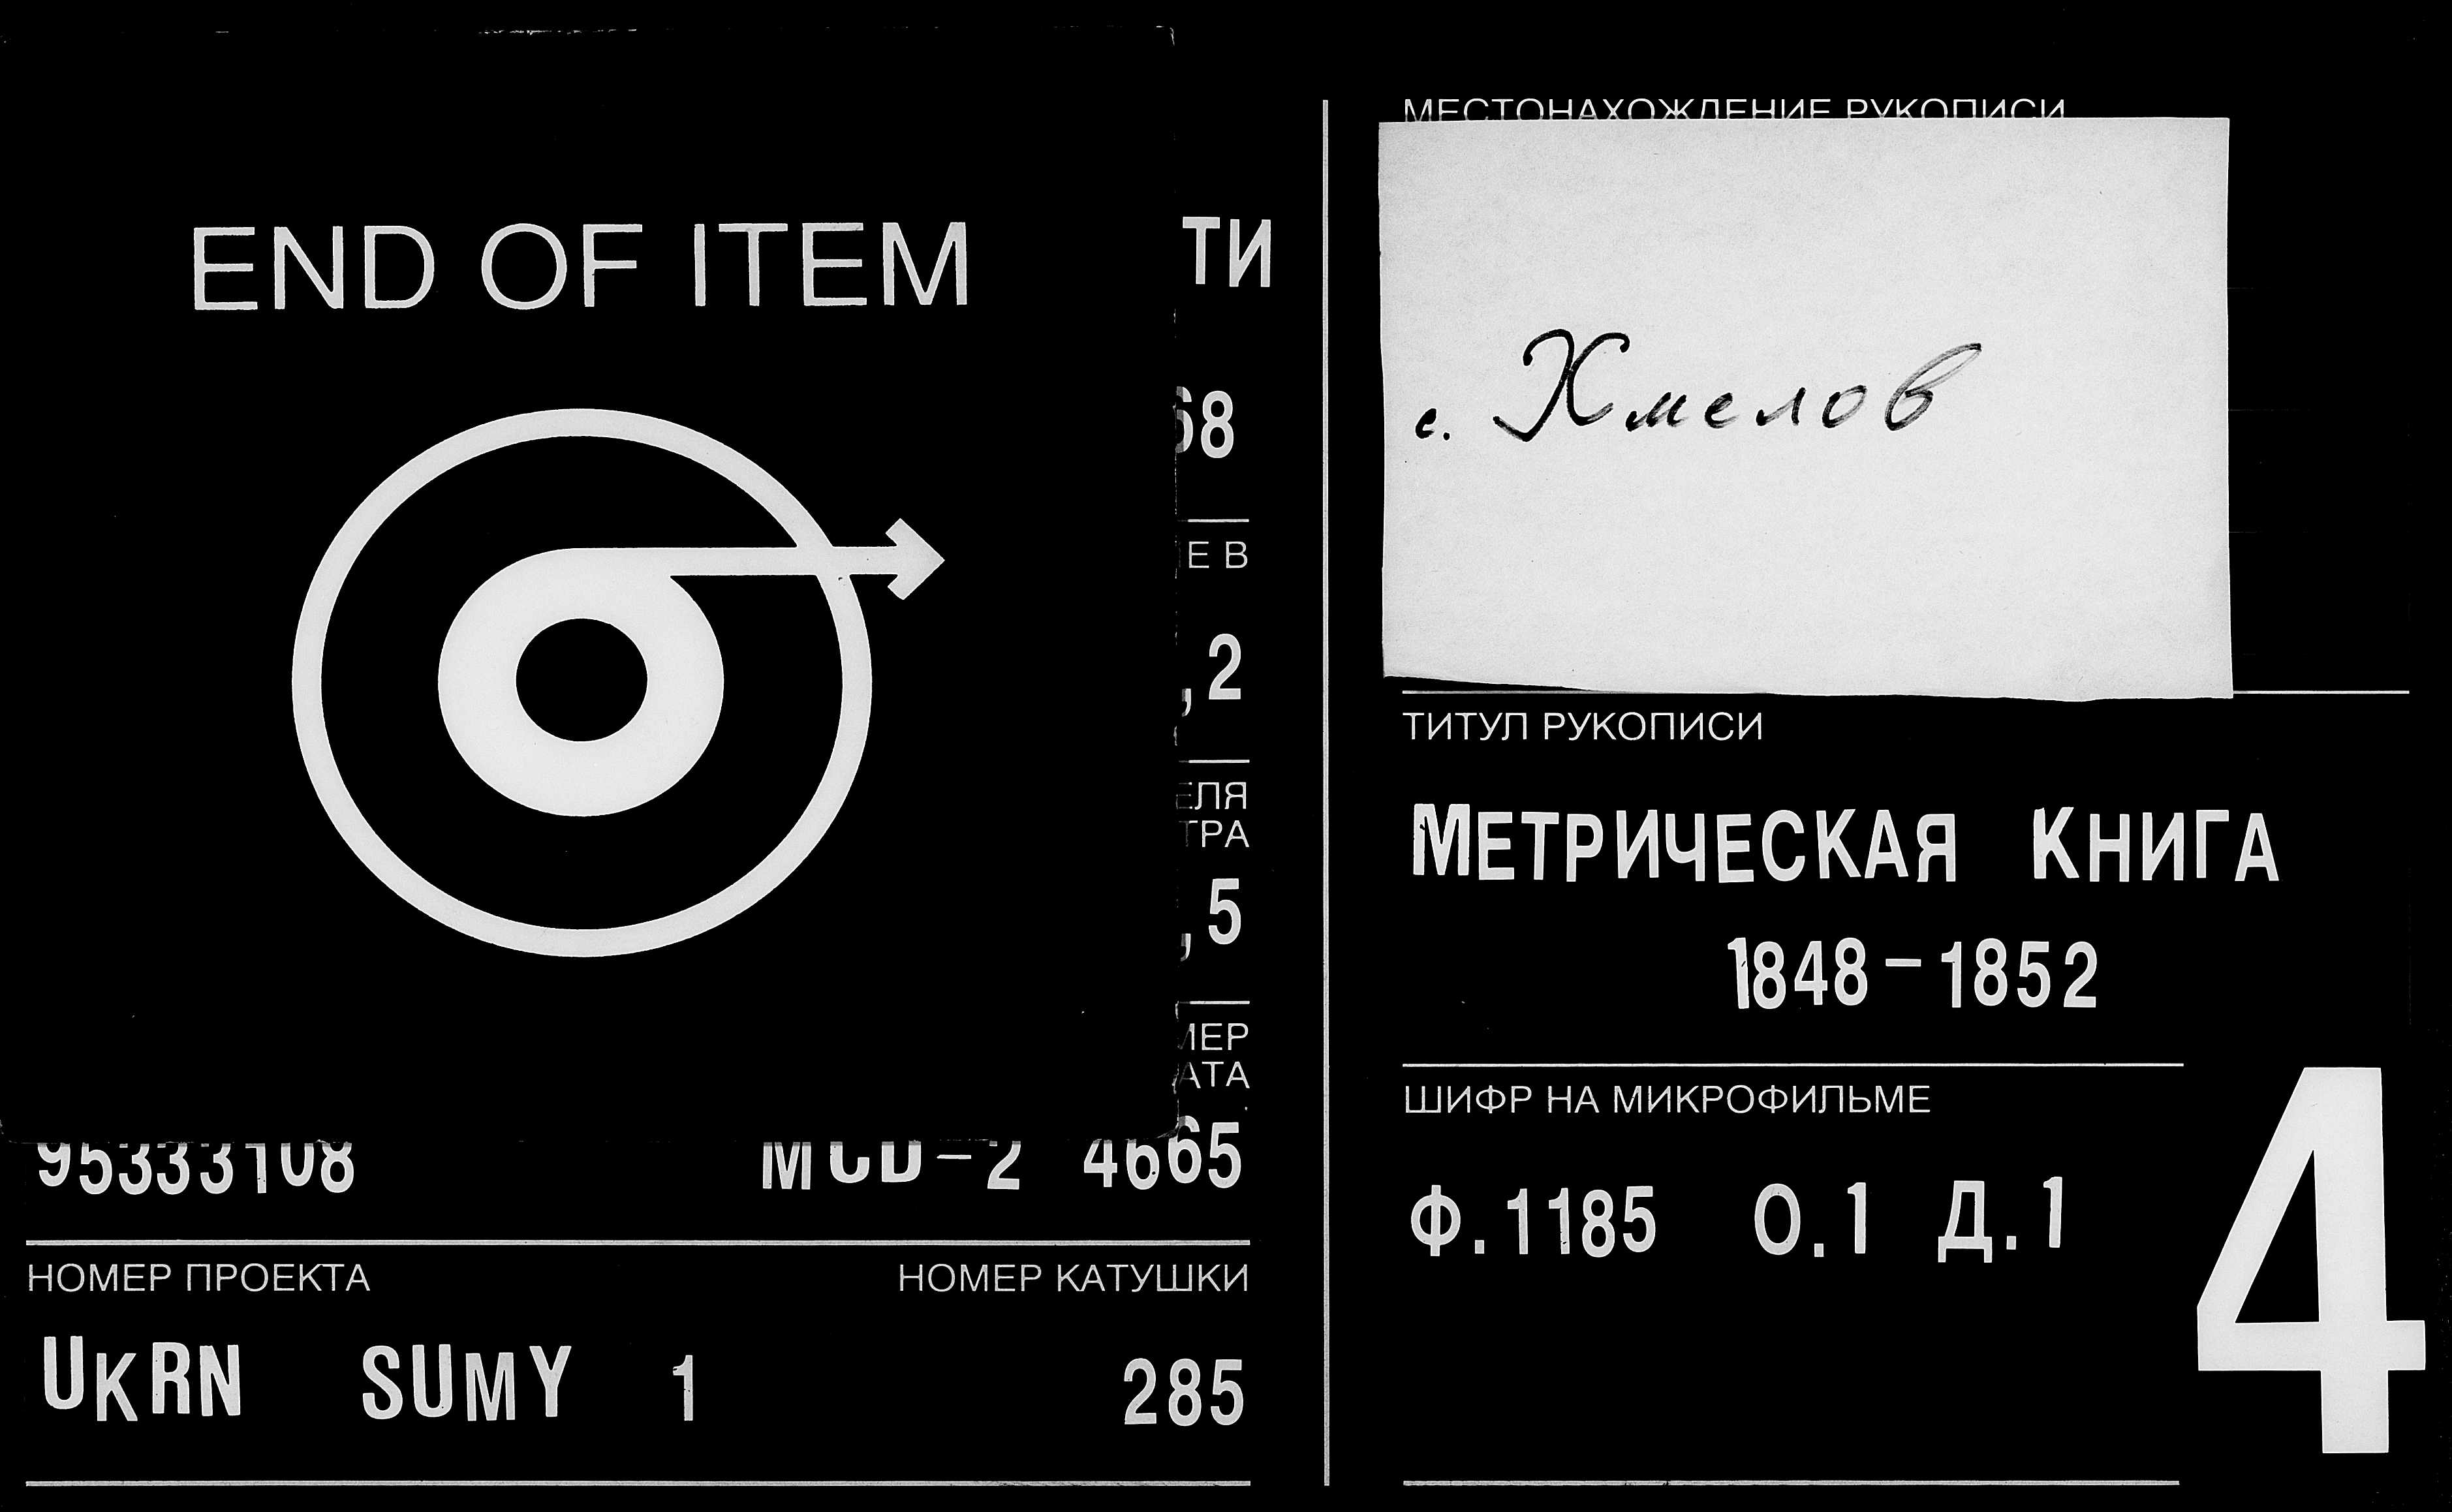 END OF ITEM
ТИ
68
Е В
,2
ЕЛЯ
ТРА
,5
МЕР
АТА
95333108 MCD-2 4665
НОМЕР ПРОЕКТА НОМЕР КАТУШКИ
UKRN SUMY 1 285
МЕСТОНАХОЖДЕНИЕ РУКОПИСИ
с. Хмелов
ТИТУЛ РУКОПИСИ
МЕТРИЧЕСКАЯ КНИГА
1848-1852
ШИФР НА МИКРОФИЛЬМЕ
Ф.1185 О.1 Д.1
4